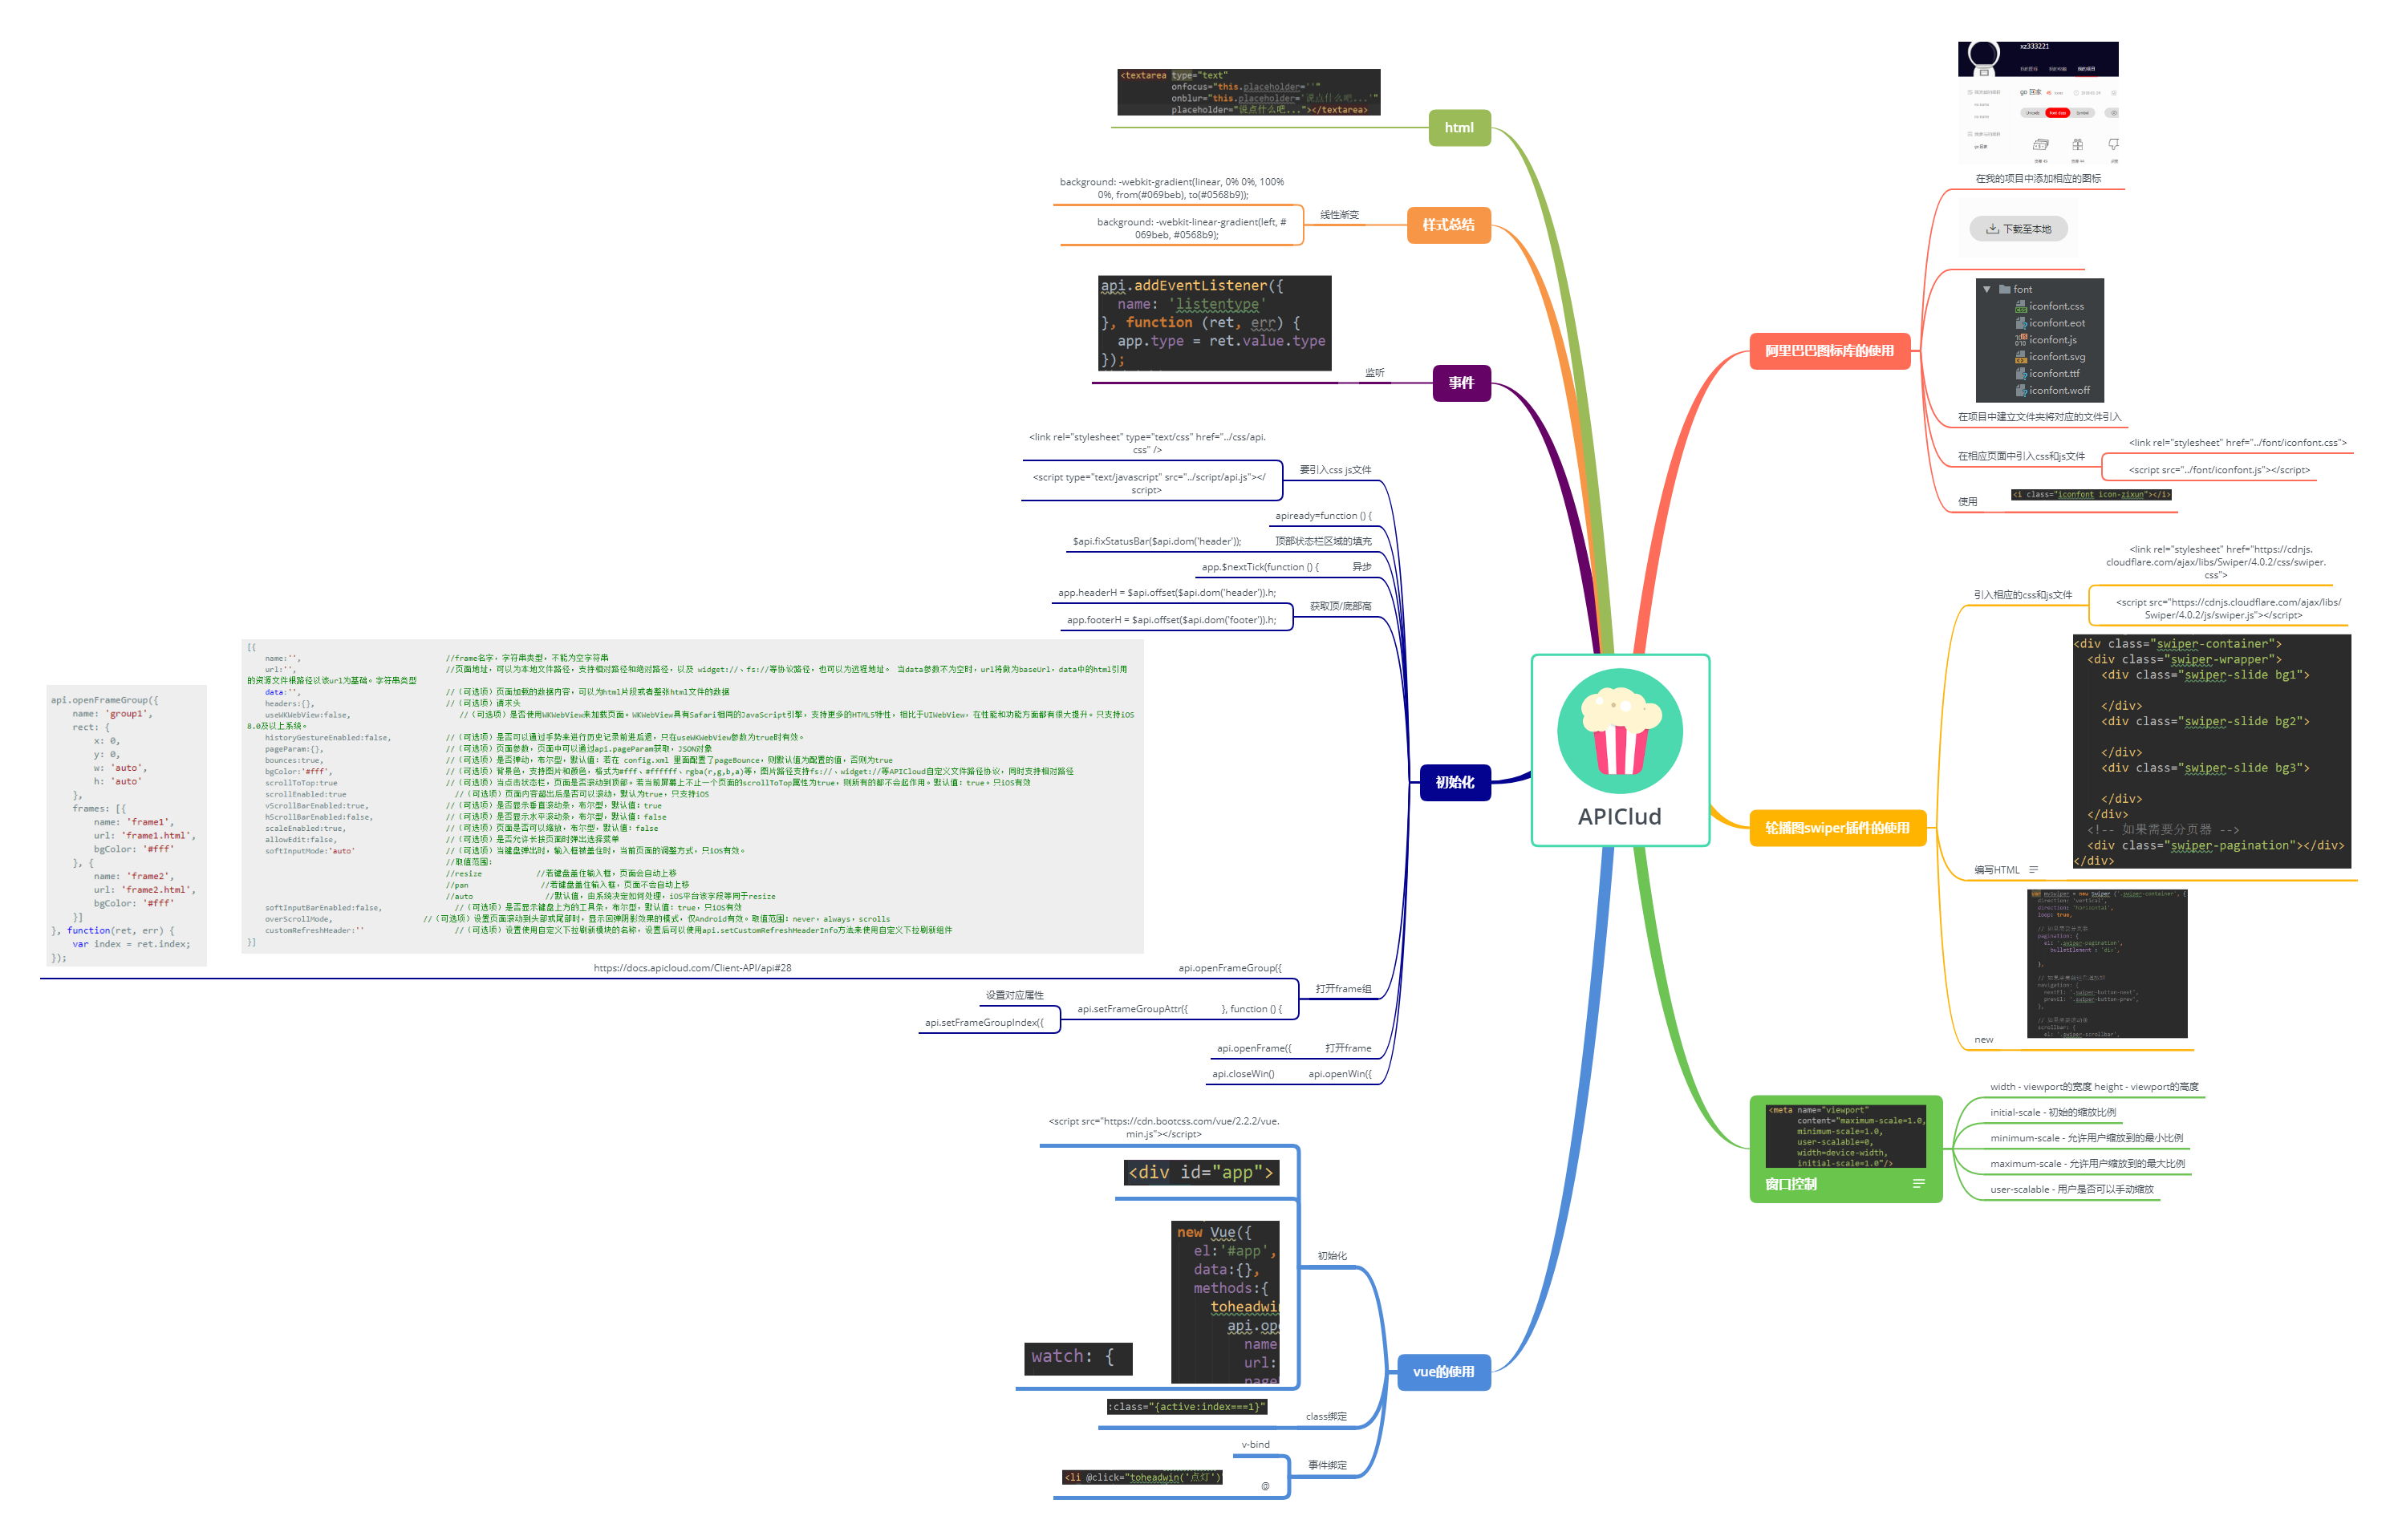 APIClud
html
<textarea type="text"
onfocus="this.placeholder=''"
onblur="this.placeholder='说点什么吧...'"
placeholder="说点什么吧..."></textarea>
样式总结
线性渐变
background: -webkit-gradient(linear, 0% 0%, 100%
0%, from(#069beb), to(#0568b9));
background: -webkit-linear-gradient(left, #
069beb, #0568b9);
事件
监听
api.addEventListener({
name: 'listentype'
}, function (ret, err) {
app.type = ret.value.type
});
初始化
要引入css js文件
<link rel="stylesheet" type="text/css" href="../css/api.
css" />
<script type="text/javascript" src="../script/api.js"></
script>
apiready=function () {
顶部状态栏区域的填充
$api.fixStatusBar($api.dom('header'));
异步
app.$nextTick(function () {
获取顶/底部高
app.headerH = $api.offset($api.dom('header')).h;
app.footerH = $api.offset($api.dom('footer')).h;
打开frame组
api.openFrameGroup({
https://docs.apicloud.com/Client-API/api#28
[{
name:'', //frame名字，字符串类型，不能为空字符串
url:'', //页面地址，可以为本地文件路径，支持相对路径和绝对路径，以及 widget://、fs://等协议路径，也可以为远程地址。 当data参数不为空时，url将做为baseUrl，data中的html引用
的资源文件根路径以该url为基础。字符串类型
data:'', //（可选项）页面加载的数据内容，可以为html片段或者整张html文件的数据
headers:{}, //（可选项）请求头
useWKWebView:false, //（可选项）是否使用WKWebView来加载页面。WKWebView具有Safari相同的JavaScript引擎，支持更多的HTML5特性，相比于UIWebView，在性能和功能方面都有很大提升。只支持iOS
8.0及以上系统。
historyGestureEnabled:false, //（可选项）是否可以通过手势来进行历史记录前进后退，只在useWKWebView参数为true时有效。
pageParam:{}, //（可选项）页面参数，页面中可以通过api.pageParam获取，JSON对象
bounces:true, //（可选项）是否弹动，布尔型，默认值：若在 config.xml 里面配置了pageBounce，则默认值为配置的值，否则为true
bgColor:'#fff', //（可选项）背景色，支持图片和颜色，格式为#fff、#ffffff、rgba(r,g,b,a)等，图片路径支持fs://、widget://等APICloud自定义文件路径协议，同时支持相对路径
scrollToTop:true //（可选项）当点击状态栏，页面是否滚动到顶部。若当前屏幕上不止一个页面的scrollToTop属性为true，则所有的都不会起作用。默认值：true。只iOS有效
scrollEnabled:true //（可选项）页面内容超出后是否可以滚动，默认为true，只支持iOS
vScrollBarEnabled:true, //（可选项）是否显示垂直滚动条，布尔型，默认值：true
hScrollBarEnabled:false, //（可选项）是否显示水平滚动条，布尔型，默认值：false
scaleEnabled:true, //（可选项）页面是否可以缩放，布尔型，默认值：false
allowEdit:false, //（可选项）是否允许长按页面时弹出选择菜单
softInputMode:'auto' //（可选项）当键盘弹出时，输入框被盖住时，当前页面的调整方式，只iOS有效。
//取值范围：
//resize //若键盘盖住输入框，页面会自动上移
//pan //若键盘盖住输入框，页面不会自动上移
//auto //默认值，由系统决定如何处理，iOS平台该字段等同于resize
softInputBarEnabled:false, //（可选项）是否显示键盘上方的工具条，布尔型，默认值：true，只iOS有效
overScrollMode, //（可选项）设置页面滚动到头部或尾部时，显示回弹阴影效果的模式，仅Android有效。取值范围：never，always，scrolls
customRefreshHeader:'' //（可选项）设置使用自定义下拉刷新模块的名称，设置后可以使用api.setCustomRefreshHeaderInfo方法来使用自定义下拉刷新组件
}]
api.openFrameGroup({
name: 'group1',
rect: {
x: 0,
y: 0,
w: 'auto',
h: 'auto'
},
frames: [{
name: 'frame1',
url: 'frame1.html',
bgColor: '#fff'
}, {
name: 'frame2',
url: 'frame2.html',
bgColor: '#fff'
}]
}, function(ret, err) {
var index = ret.index;
});
}, function () {
api.setFrameGroupAttr({
设置对应属性
api.setFrameGroupIndex({
打开frame
api.openFrame({
api.openWin({
api.closeWin()
vue的使用
初始化
<script src="https://cdn.bootcss.com/vue/2.2.2/vue.
min.js"></script>
<div id="app">
new Vue({
el:'#app',
data:{},
methods:{
toheadwi
api.ope
name
url:
page
watch: {
class绑定
:class="{active:index===1}"
事件绑定
v-bind
@
<li @click="toheadwin('点灯')
阿里巴巴图标库的使用
xz333221
go 回家
Unicode
Font class
Symbol
在我的项目中添加相应的图标
下载至本地
font
iconfont.css
iconfont.eot
iconfont.js
iconfont.svg
iconfont.ttf
iconfont.woff
在项目中建立文件夹将对应的文件引入
在相应页面中引入css和js文件
<link rel="stylesheet" href="../font/iconfont.css">
<script src="../font/iconfont.js"></script>
使用
<i class="iconfont icon-zixun"></i>
轮播图swiper插件的使用
引入相应的css和js文件
<link rel="stylesheet" href="https://cdnjs.
cloudflare.com/ajax/libs/Swiper/4.0.2/css/swiper.
css">
<script src="https://cdnjs.cloudflare.com/ajax/libs/
Swiper/4.0.2/js/swiper.js"></script>
编写HTML
<div class="swiper-container">
<div class="swiper-wrapper">
<div class="swiper-slide bg1">
</div>
<div class="swiper-slide bg2">
</div>
<div class="swiper-slide bg3">
</div>
</div>
<!-- 如果需要分页器 -->
<div class="swiper-pagination"></div>
</div>
new
var mySwiper = new Swiper ('.swiper-container', {
direction: 'vertical',
direction: 'horizontal',
loop: true,
// 如果需要分页器
pagination: {
el: '.swiper-pagination',
bulletElement : 'div',
},
navigation: {
nextEl: '.swiper-button-next',
prevEl: '.swiper-button-prev',
},
scrollbar: {
el: '.swiper-scrollbar',
窗口控制
<meta name="viewport"
content="maximum-scale=1.0,
minimum-scale=1.0,
user-scalable=0,
width=device-width,
initial-scale=1.0"/>
width - viewport的宽度 height - viewport的高度
initial-scale - 初始的缩放比例
minimum-scale - 允许用户缩放到的最小比例
maximum-scale - 允许用户缩放到的最大比例
user-scalable - 用户是否可以手动缩放